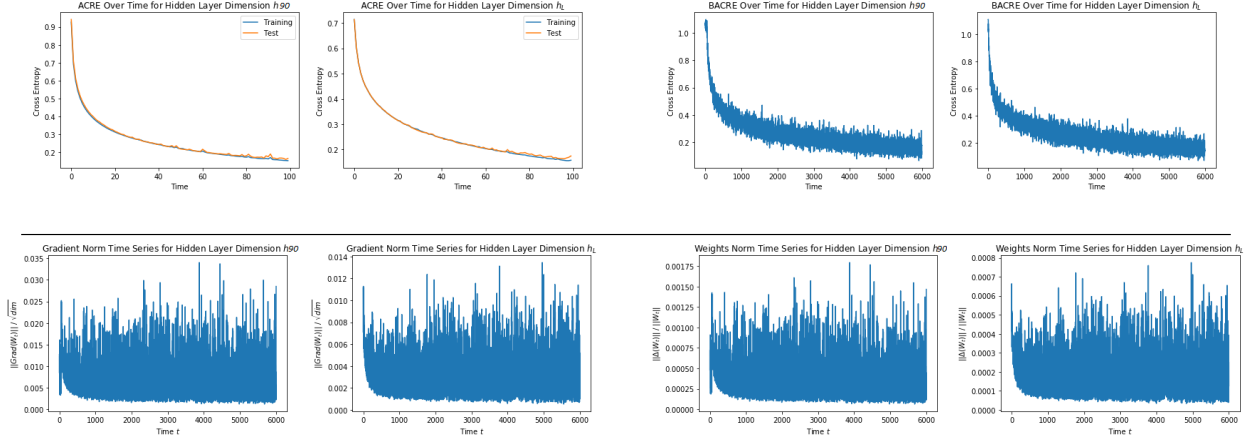 ACRE Over Time for Hidden Layer Dimension h90
Cross Entropy
0.9
0.8
0.7
0.6
0.5
0.4
0.3
0.2
0 20 40 60 80 100
Time
Training
Test
ACRE Over Time for Hidden Layer Dimension hL
Cross Entropy
0.7
0.6
0.5
0.4
0.3
0.2
0 20 40 60 80 100
Time
Training
Test
BACRE Over Time for Hidden Layer Dimension h90
Cross Entropy
1.0
0.8
0.6
0.4
0.2
0 1000 2000 3000 4000 5000 6000
Time
BACRE Over Time for Hidden Layer Dimension hL
Cross Entropy
1.0
0.8
0.6
0.4
0.2
0 1000 2000 3000 4000 5000 6000
Time
Gradient Norm Time Series for Hidden Layer Dimension h90
||Grad(Wt)|| / √dm
0.035
0.030
0.025
0.020
0.015
0.010
0.005
0.000
0 1000 2000 3000 4000 5000 6000
Time t
Gradient Norm Time Series for Hidden Layer Dimension hL
||Grad(Wt)|| / √dm
0.014
0.012
0.010
0.008
0.006
0.004
0.002
0.000
0 1000 2000 3000 4000 5000 6000
Time t
Weights Norm Time Series for Hidden Layer Dimension h90
||Δ(Wt)|| / ||Wt||
0.00175
0.00150
0.00125
0.00100
0.00075
0.00050
0.00025
0.00000
0 1000 2000 3000 4000 5000 6000
Time t
Weights Norm Time Series for Hidden Layer Dimension hL
||Δ(Wt)|| / ||Wt||
0.0008
0.0007
0.0006
0.0005
0.0004
0.0003
0.0002
0.0001
0 1000 2000 3000 4000 5000 6000
Time t